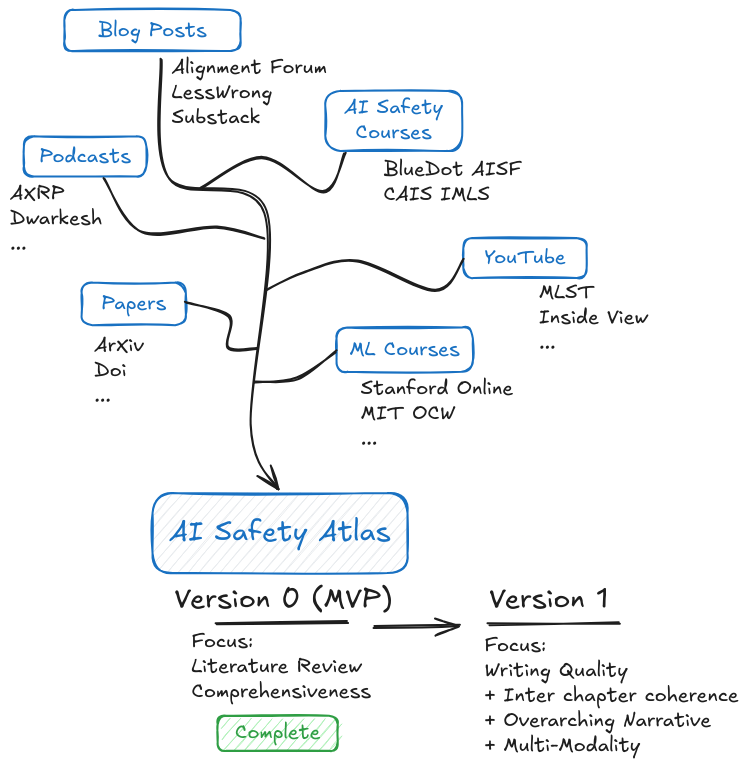 Blog Posts
Alignment Forum
LessWrong
Substack
AI Safety
Courses
BlueDot AISF
CAIS IMLS
Podcasts
AXRP
Dwarkesh
...
YouTube
MLST
Inside View
...
Papers
ArXiv
Doi
...
ML Courses
Stanford Online
MIT OCW
...
AI Safety Atlas
Version 0 (MVP)
Focus:
Literature Review
Comprehensiveness
Complete
Version 1
Focus:
Writing Quality
+ Inter chapter coherence
+ Overarching Narrative
+ Multi-Modality